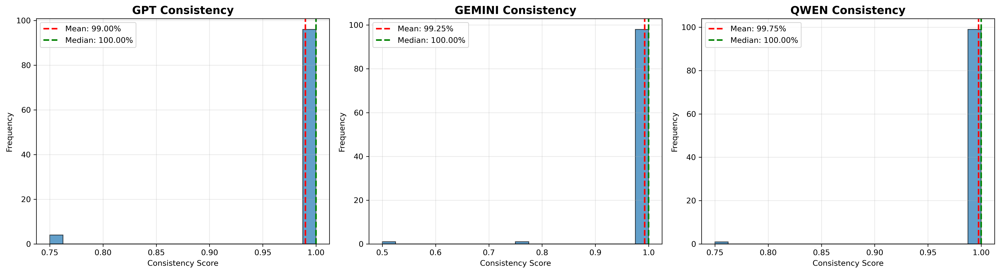 GPT Consistency
Mean: 99.00%
Median: 100.00%
100
80
60
40
20
0
Frequency
0.75
0.80
0.85
0.90
0.95
1.00
Consistency Score
GEMINI Consistency
Mean: 99.25%
Median: 100.00%
100
80
60
40
20
0
Frequency
0.5
0.6
0.7
0.8
0.9
1.0
Consistency Score
QWEN Consistency
Mean: 99.75%
Median: 100.00%
100
80
60
40
20
0
Frequency
0.75
0.80
0.85
0.90
0.95
1.00
Consistency Score